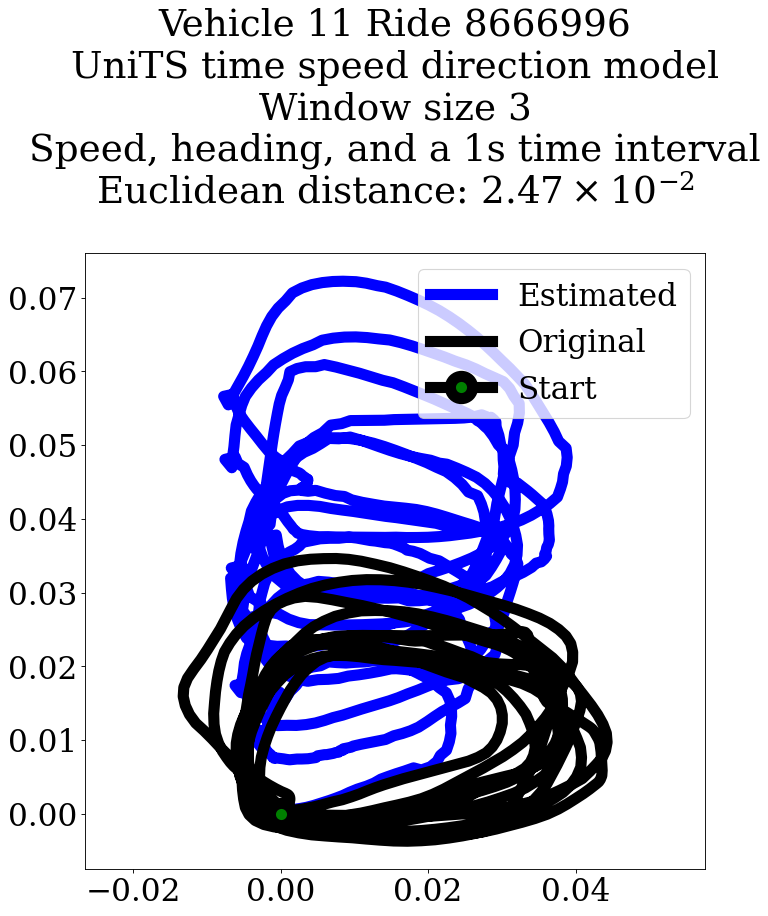 Vehicle 11 Ride 8666996
UniTS time speed direction model
Window size 3
Speed, heading, and a 1s time interval
Euclidean distance: 2.47 × 10⁻²
Estimated
Original
Start
0.07
0.06
0.05
0.04
0.03
0.02
0.01
0.00
−0.02 0.00 0.02 0.04